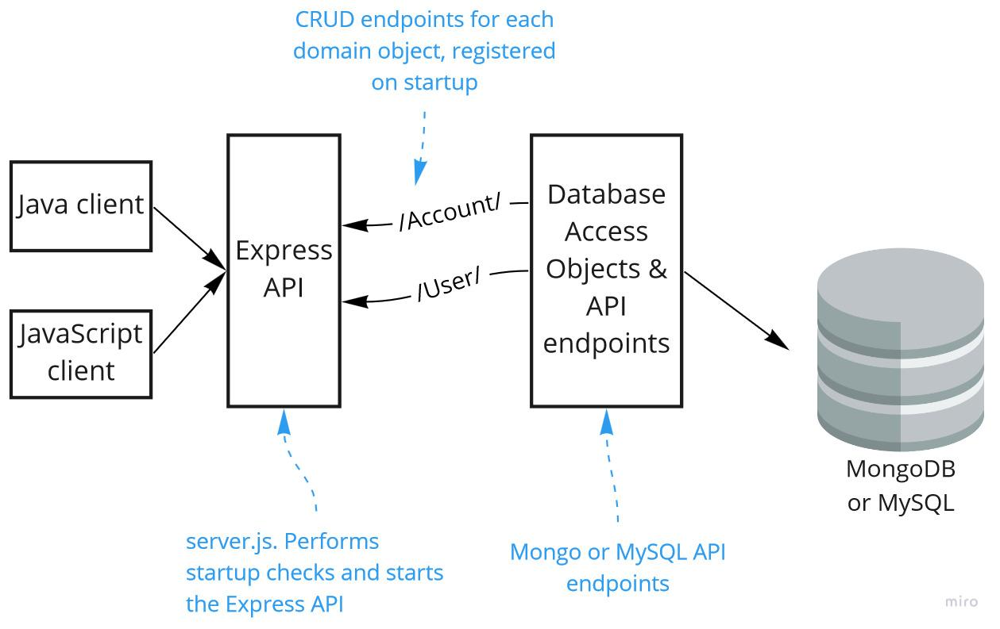 CRUD endpoints for each
domain object, registered
on startup
Java client
JavaScript
client
Express
API
/Account/
/User/
Database
Access
Objects &
API
endpoints
MongoDB
or MySQL
server.js. Performs
startup checks and starts
the Express API
Mongo or MySQL API
endpoints
miro